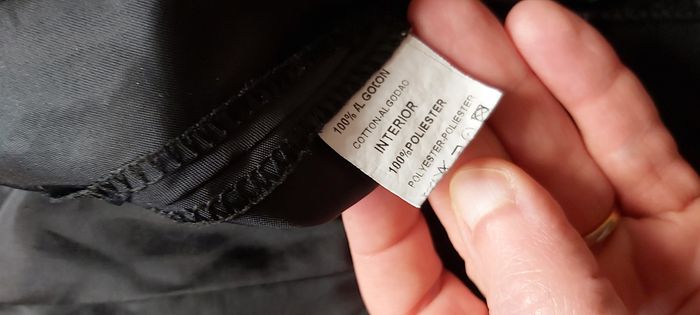 100% ALGODON
COTTON-ALGODAO
INTERIOR
100%POLIESTER
POLYESTER-POLIESTER